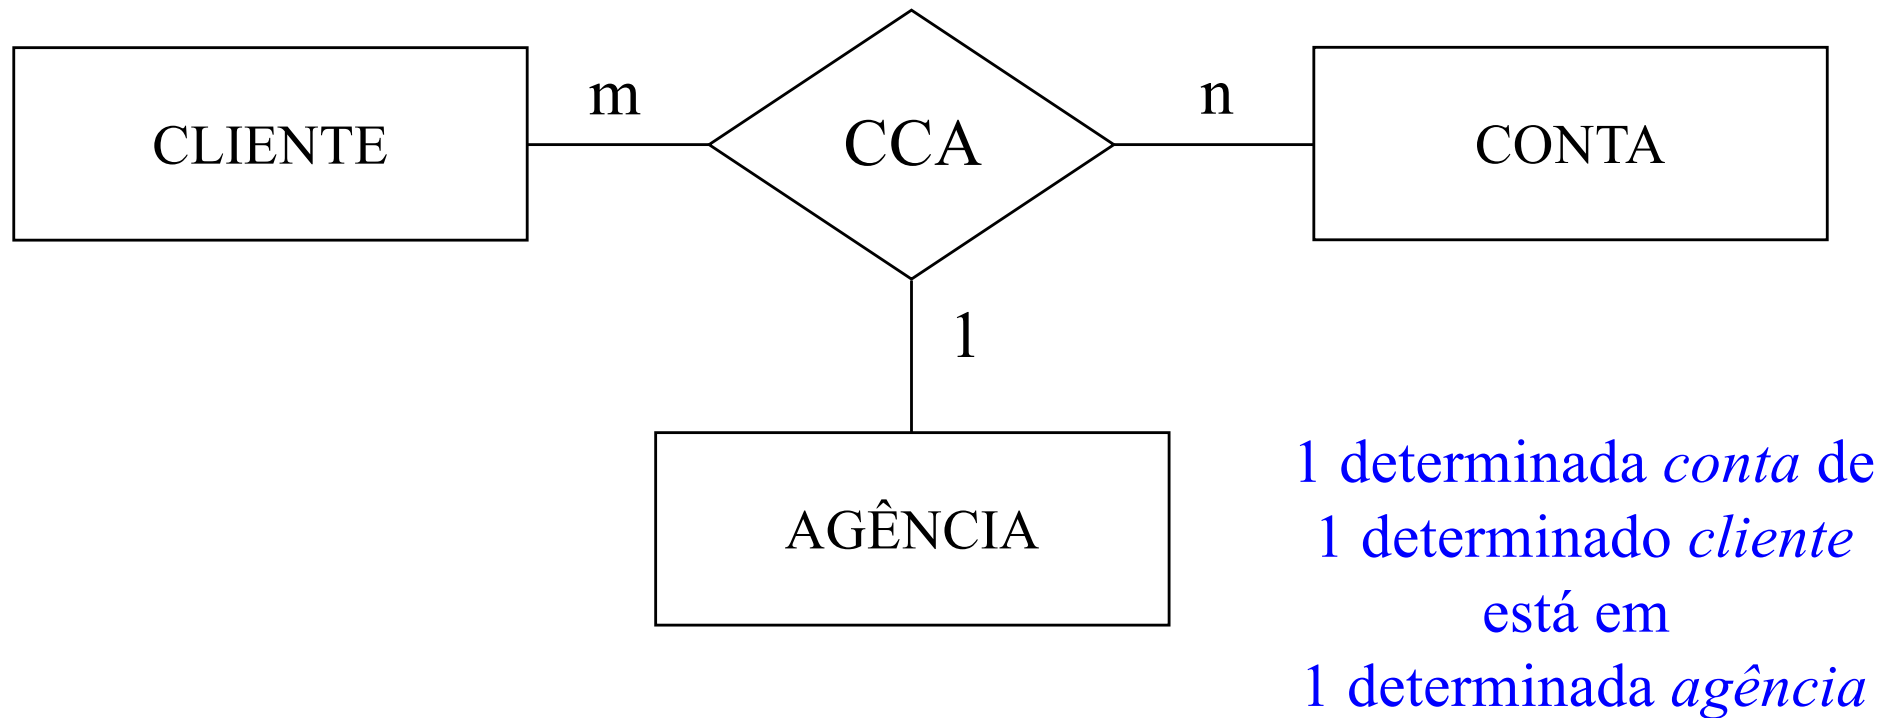 m
n
CLIENTE
CCA
CONTA
1
AGÊNCIA
1 determinada conta de
1 determinado cliente
está em
1 determinada agência